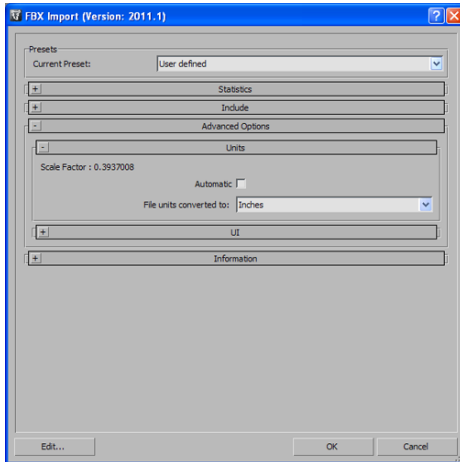 FBX Import (Version: 2011.1)
Presets
Current Preset: User defined
+ Statistics
+ Include
- Advanced Options
- Units
Scale Factor : 0.3937008
Automatic
File units converted to: Inches
+ UI
+ Information
Edit... OK Cancel